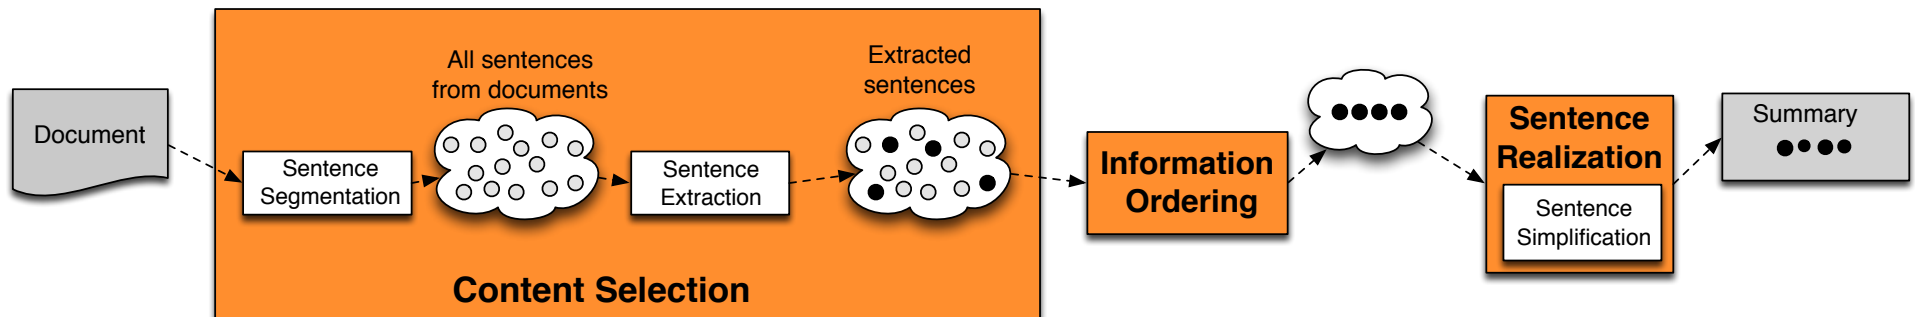 Document
Sentence
Segmentation
All sentences
from documents
Sentence
Extraction
Extracted
sentences
Content Selection
Information
Ordering
Sentence
Realization
Sentence
Simplification
Summary